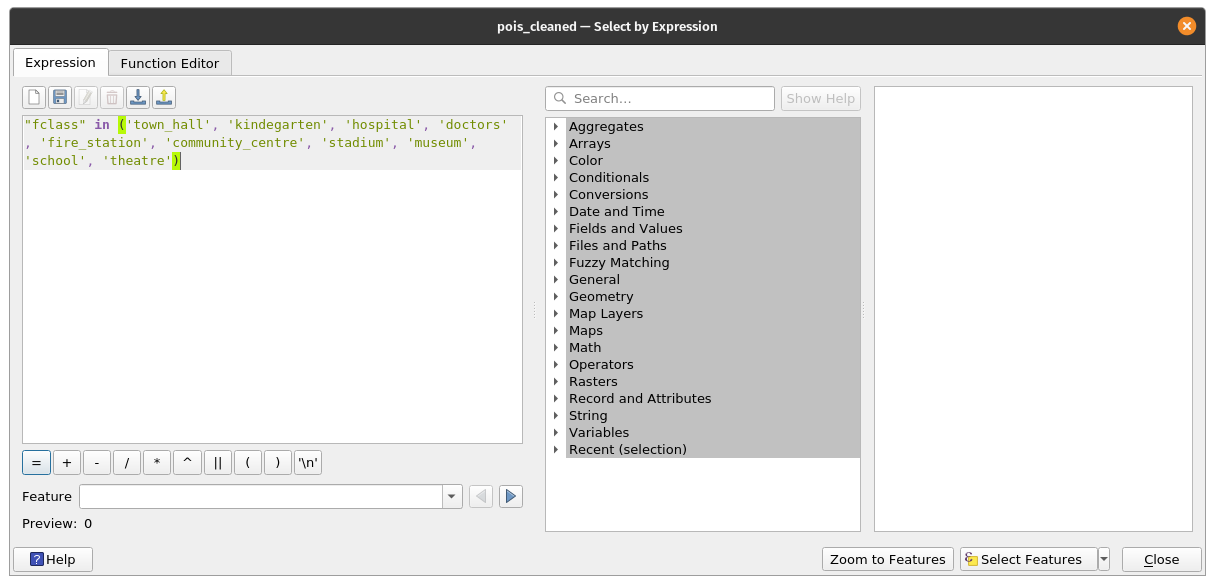 pois_cleaned — Select by Expression
Expression
Function Editor
"fclass" in ('town_hall', 'kindegarten', 'hospital', 'doctors'
, 'fire_station', 'community_centre', 'stadium', 'museum',
'school', 'theatre')
= + - / * ^ || ( ) '\n'
Feature
Preview: 0
Search...
Show Help
Aggregates
Arrays
Color
Conditionals
Conversions
Date and Time
Fields and Values
Files and Paths
Fuzzy Matching
General
Geometry
Map Layers
Maps
Math
Operators
Rasters
Record and Attributes
String
Variables
Recent (selection)
? Help
Zoom to Features
Select Features
Close